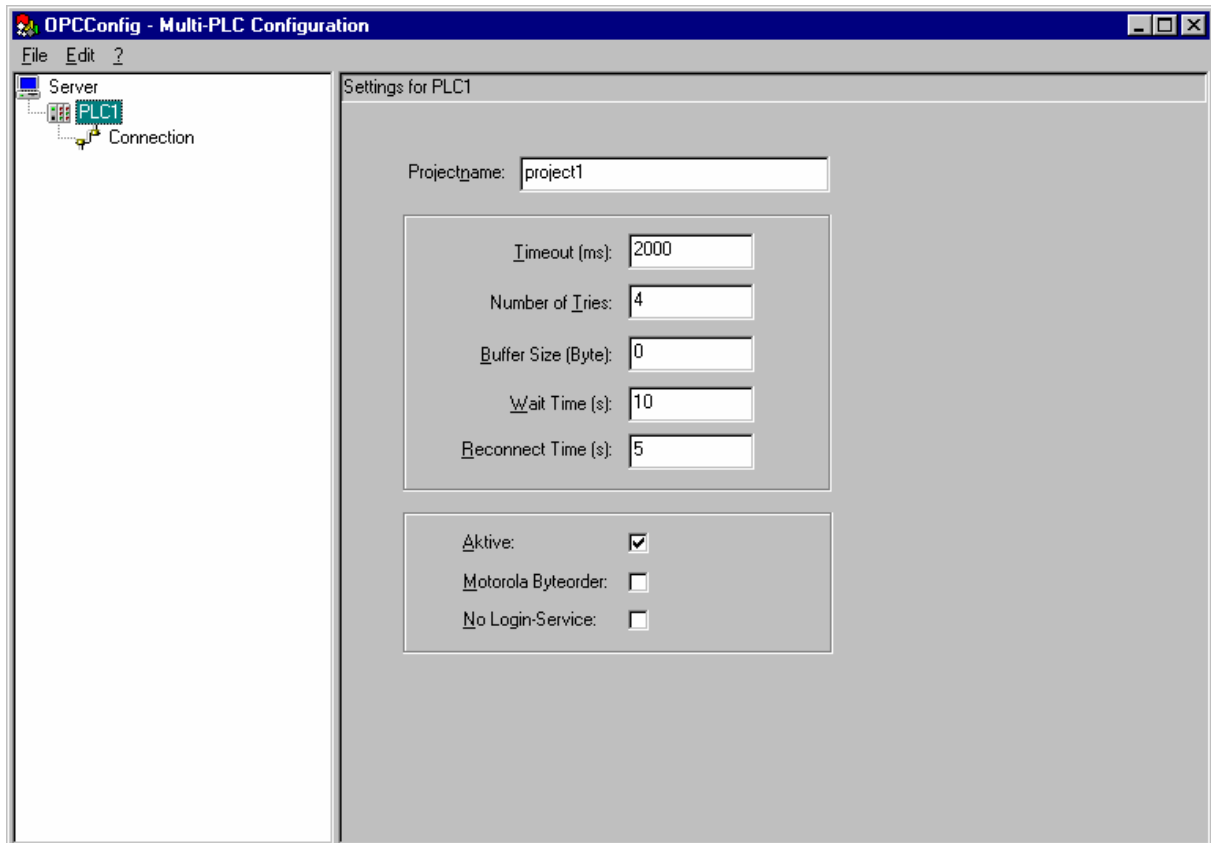 OPCConfig - Multi-PLC Configuration
File Edit ?
Server
PLC1
Connection
Settings for PLC1
Projectname: project1
Timeout (ms): 2000
Number of Tries: 4
Buffer Size (Byte): 0
Wait Time (s): 10
Reconnect Time (s): 5
Aktive:
Motorola Byteorder:
No Login-Service: